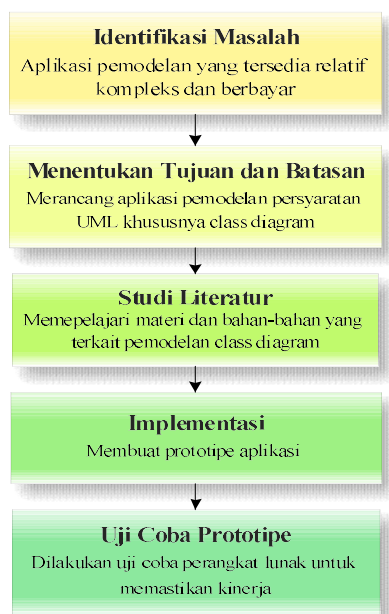 Identifikasi Masalah
Aplikasi pemodelan yang tersedia relatif
kompleks dan berbayar
Menentukan Tujuan dan Batasan
Merancang aplikasi pemodelan persyaratan
UML khususnya class diagram
Studi Literatur
Memepelajari materi dan bahan-bahan yang
terkait pemodelan class diagram
Implementasi
Membuat prototipe aplikasi
Uji Coba Prototipe
Dilakukan uji coba perangkat lunak untuk
memastikan kinerja